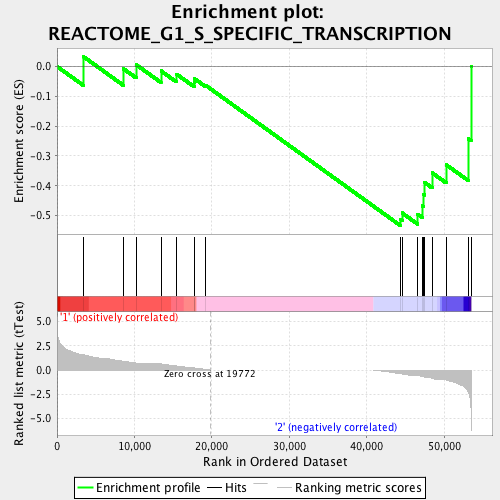 Enrichment plot:
REACTOME_G1_S_SPECIFIC_TRANSCRIPTION
Enrichment score (ES)
0.0
-0.1
-0.2
-0.3
-0.4
-0.5
'1' (positively correlated)
Ranked list metric (tTest)
5.0
2.5
0.0
-2.5
-5.0
Zero cross at 19772
'2' (negatively correlated)
0
10,000
20,000
30,000
40,000
50,000
Rank in Ordered Dataset
Enrichment profile
Hits
Ranking metric scores